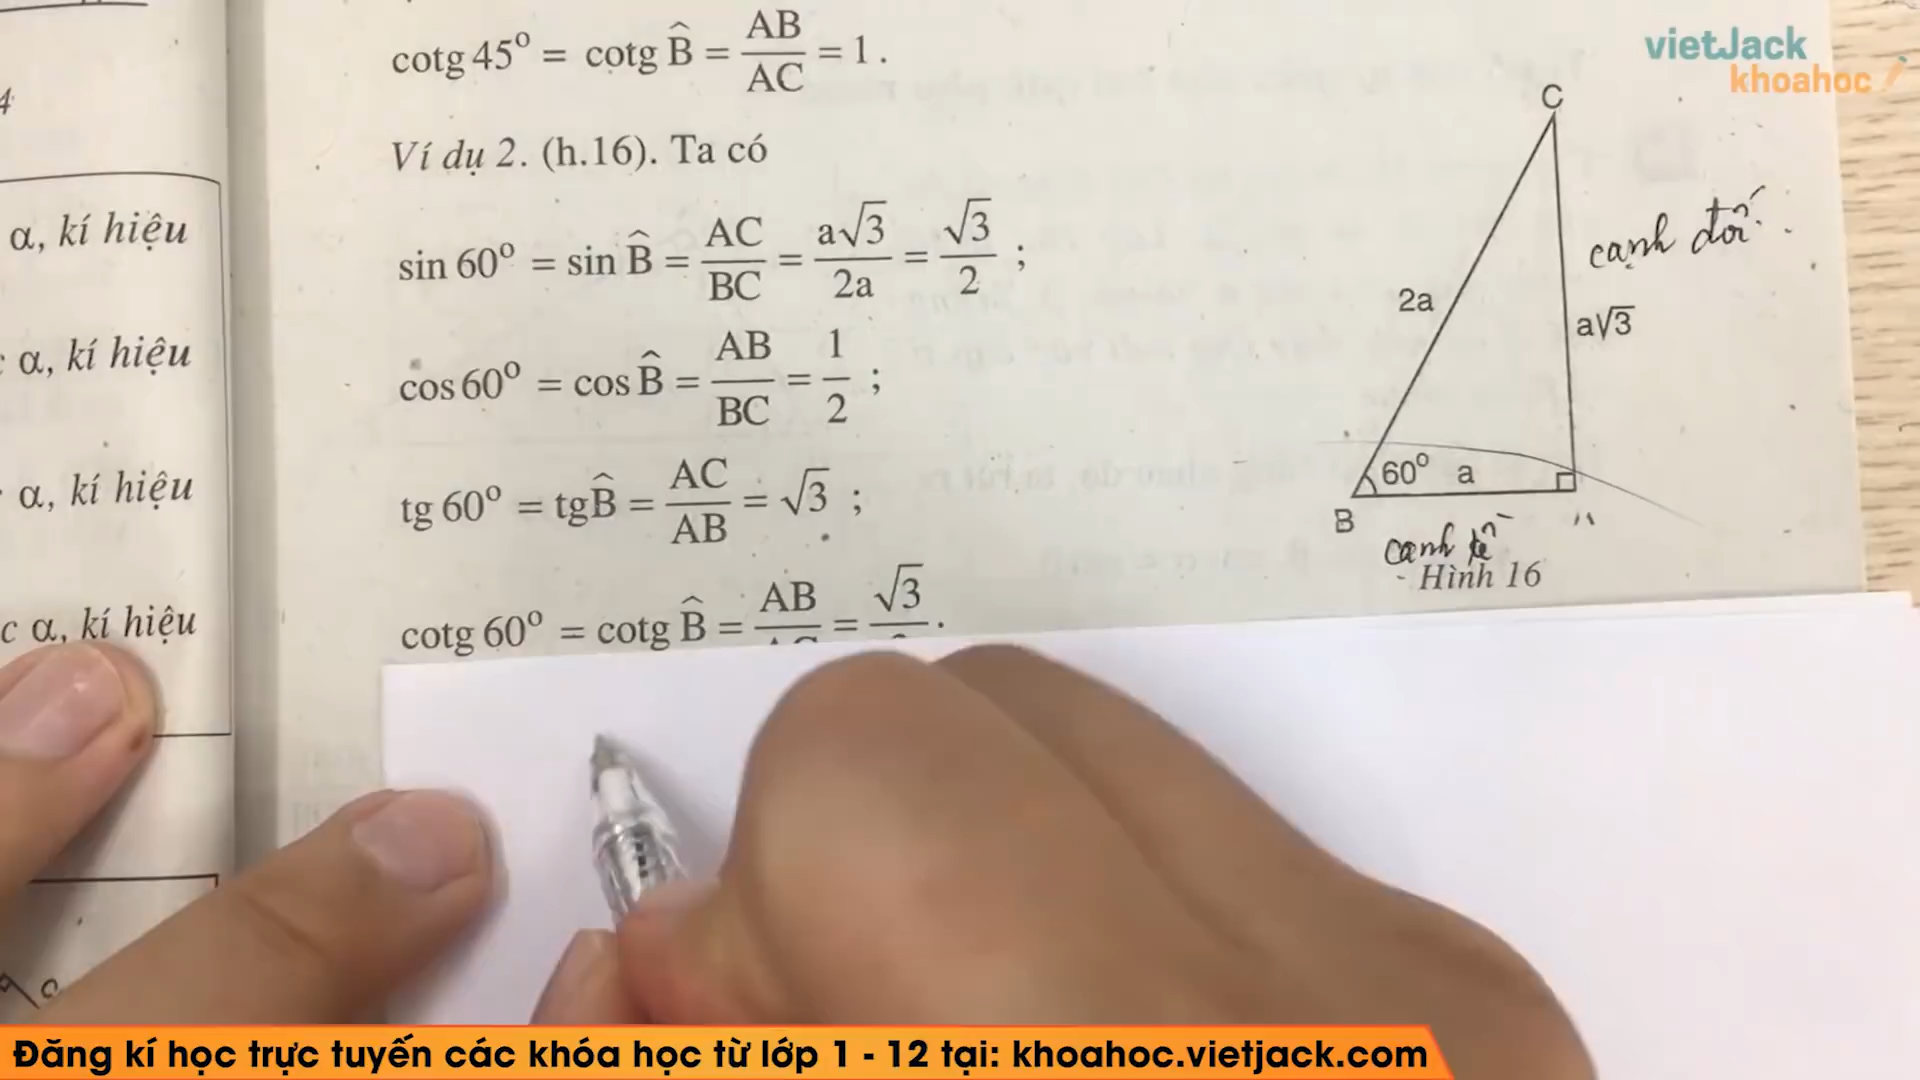 cotg 45° = cotg B̂ = AB/AC = 1 .
vietJack
khoahoc
4
Ví dụ 2. (h.16). Ta có
C
α, kí hiệu
sin 60° = sin B̂ = AC/BC = a√3/2a = √3/2 ;
cạnh đối
2a
a√3
α, kí hiệu
cos 60° = cos B̂ = AB/BC = 1/2 ;
α, kí hiệu
tg 60° = tg B̂ = AC/AB = √3 ;
60° a
B
cạnh kề
Hình 16
c α, kí hiệu
cotg 60° = cotg B̂ = AB/ = √3/ .
Đăng kí học trực tuyến các khóa học từ lớp 1 - 12 tại: khoahoc.vietjack.com